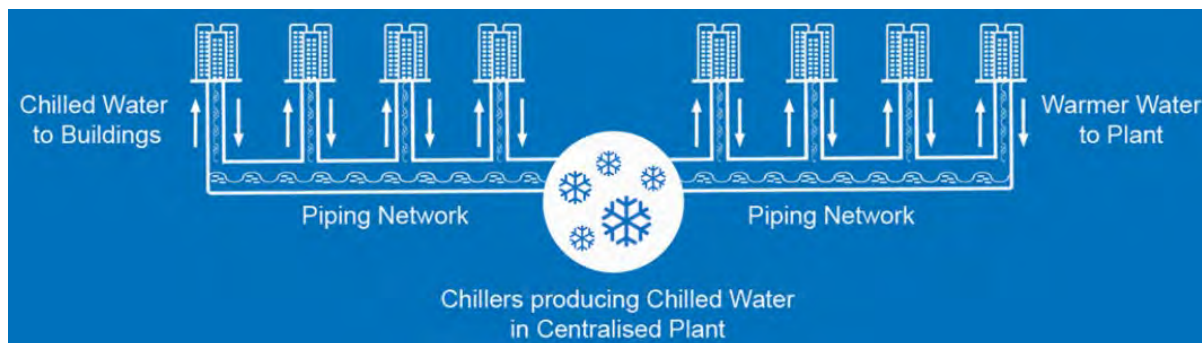 Chilled Water
to Buildings
Warmer Water
to Plant
Piping Network
Piping Network
Chillers producing Chilled Water
in Centralised Plant